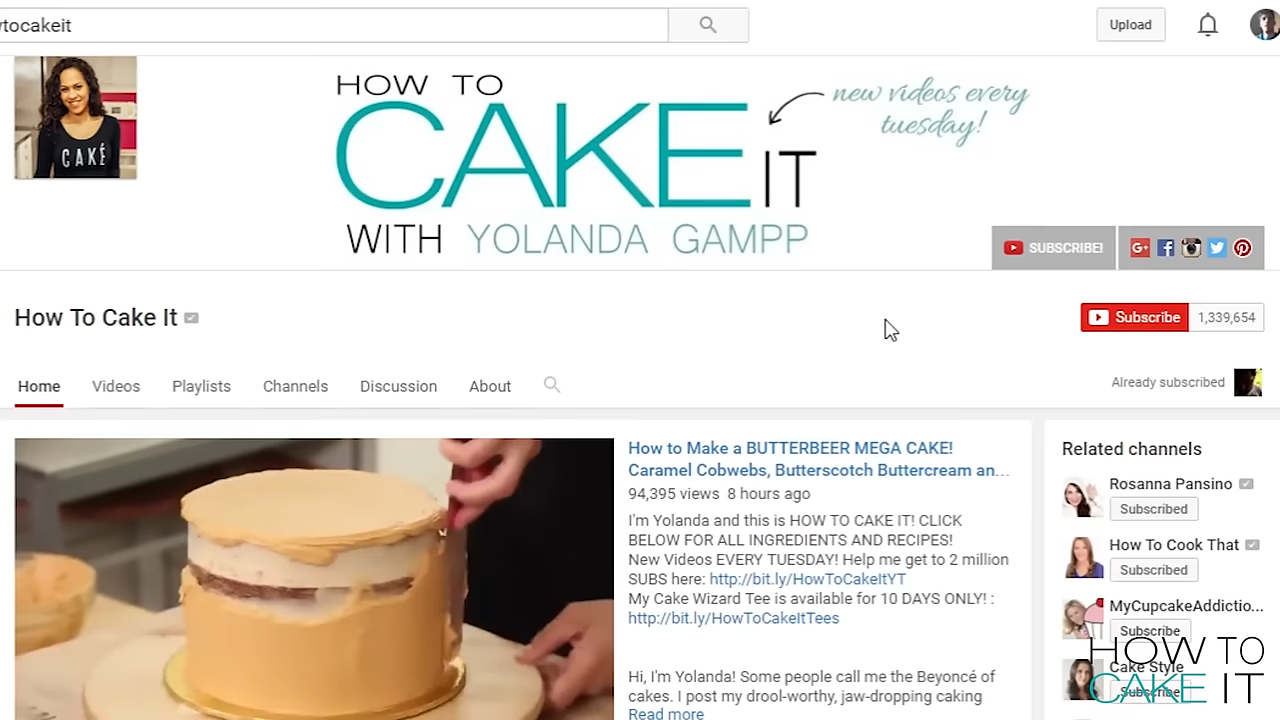 tocakeit
Upload
HOW TO
CAKE IT
WITH YOLANDA GAMPP
new videos every
tuesday!
CAKÉ
SUBSCRIBE!
How To Cake It
Subscribe 1,339,654
Home Videos Playlists Channels Discussion About
Already subscribed
How to Make a BUTTERBEER MEGA CAKE!
Caramel Cobwebs, Butterscotch Buttercream an...
94,395 views 8 hours ago
I'm Yolanda and this is HOW TO CAKE IT! CLICK
BELOW FOR ALL INGREDIENTS AND RECIPES!
New Videos EVERY TUESDAY! Help me get to 2 million
SUBS here: http://bit.ly/HowToCakeItYT
My Cake Wizard Tee is available for 10 DAYS ONLY! :
http://bit.ly/HowToCakeItTees
Hi, I'm Yolanda! Some people call me the Beyoncé of
cakes. I post my drool-worthy, jaw-dropping caking
Read more
Related channels
Rosanna Pansino
Subscribed
How To Cook That
Subscribed
MyCupcakeAddictio...
Subscribe
Cake Style
Subscribe
HOW TO
CAKE IT